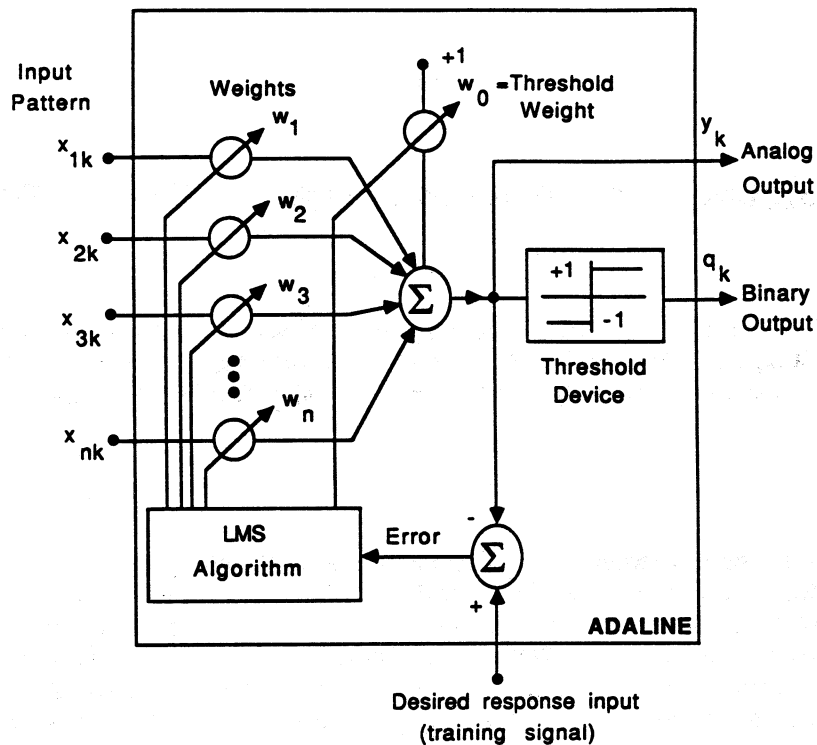 Input
Pattern
Weights
+1
w0 =Threshold
Weight
w1
x1k
yk
Analog
Output
w2
x2k
+1
-1
qk
Binary
Output
w3
x3k
Σ
Threshold
Device
wn
xnk
LMS
Algorithm
Error
-
Σ
+
ADALINE
Desired response input
(training signal)